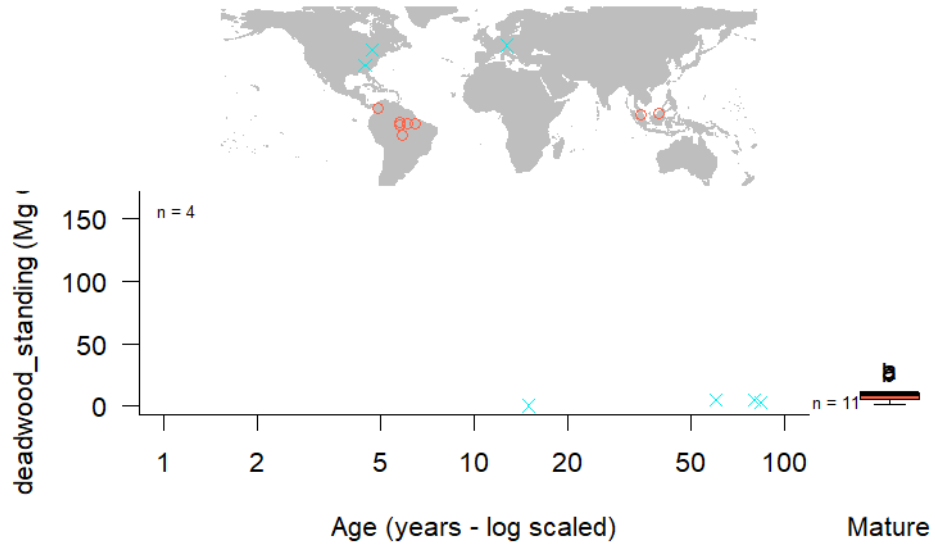 deadwood_standing (Mg
150
100
50
0
n = 4
n = 11
1
2
5
10
20
50
100
Age (years - log scaled)
Mature